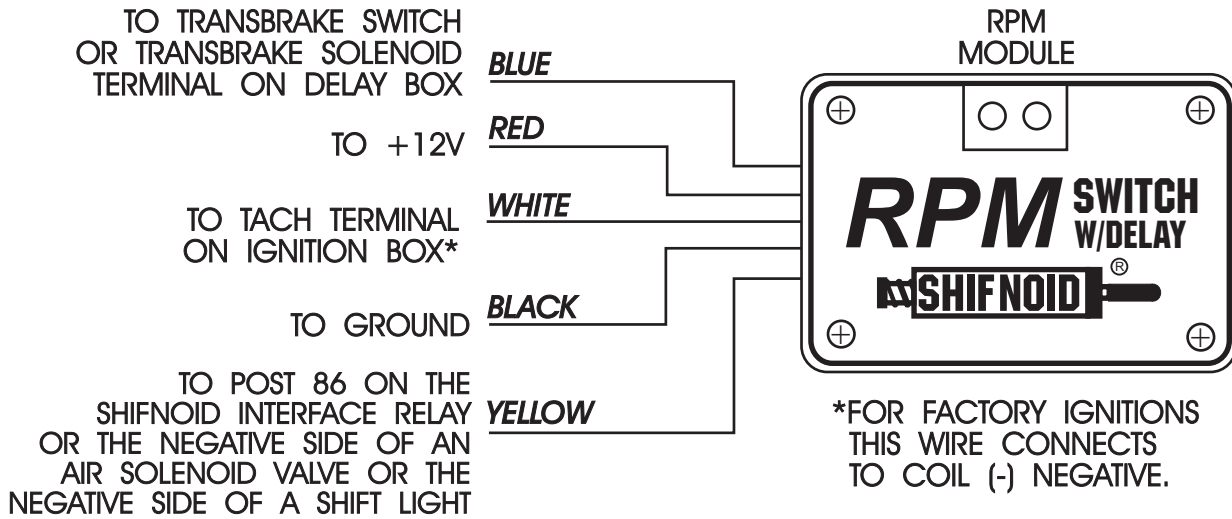 TO TRANSBRAKE SWITCH
OR TRANSBRAKE SOLENOID
TERMINAL ON DELAY BOX
BLUE
TO +12V
RED
TO TACH TERMINAL
ON IGNITION BOX*
WHITE
TO GROUND
BLACK
TO POST 86 ON THE
SHIFNOID INTERFACE RELAY
OR THE NEGATIVE SIDE OF AN
AIR SOLENOID VALVE OR THE
NEGATIVE SIDE OF A SHIFT LIGHT
YELLOW
RPM
MODULE
RPM SWITCH
W/DELAY
SHIFNOID ®
*FOR FACTORY IGNITIONS
THIS WIRE CONNECTS
TO COIL (-) NEGATIVE.